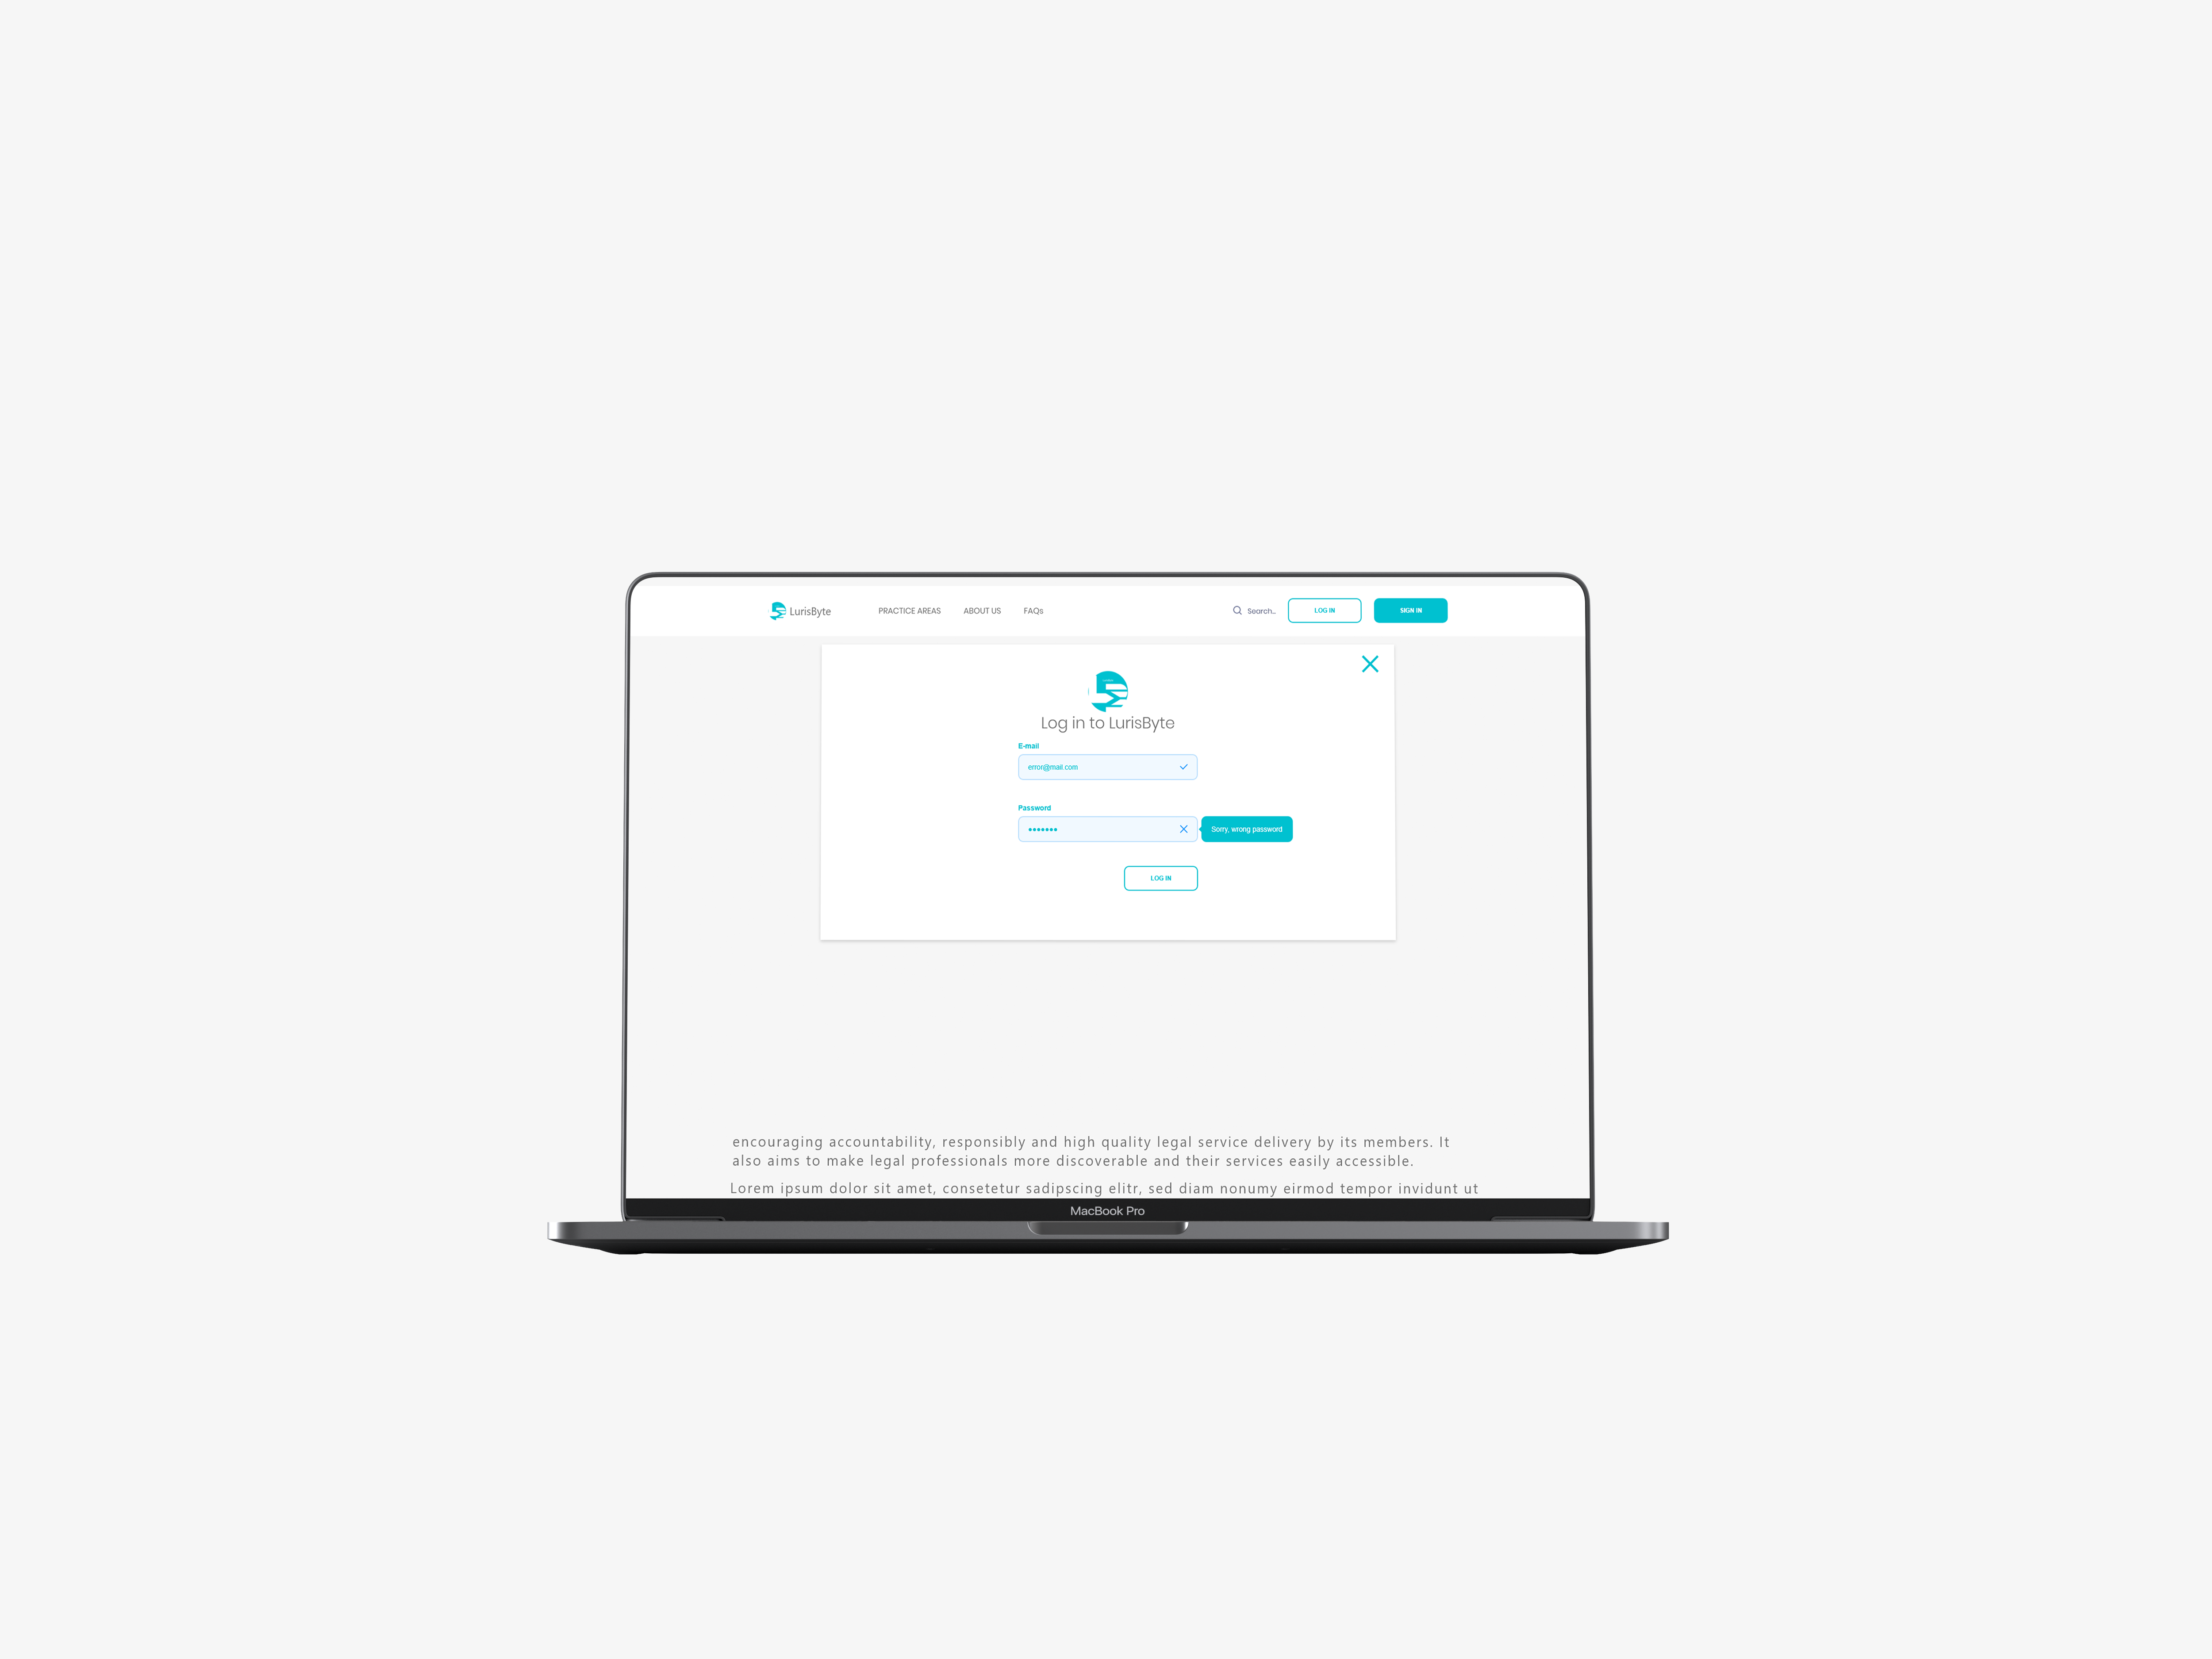 LurisByte PRACTICE AREAS ABOUT US FAQs Search... LOG IN SIGN IN
Log in to LurisByte
E-mail
error@mail.com
Password
•••••••
Sorry, wrong password
LOG IN
encouraging accountability, responsibly and high quality legal service delivery by its members. It
also aims to make legal professionals more discoverable and their services easily accessible.
Lorem ipsum dolor sit amet, consetetur sadipscing elitr, sed diam nonumy eirmod tempor invidunt ut
MacBook Pro